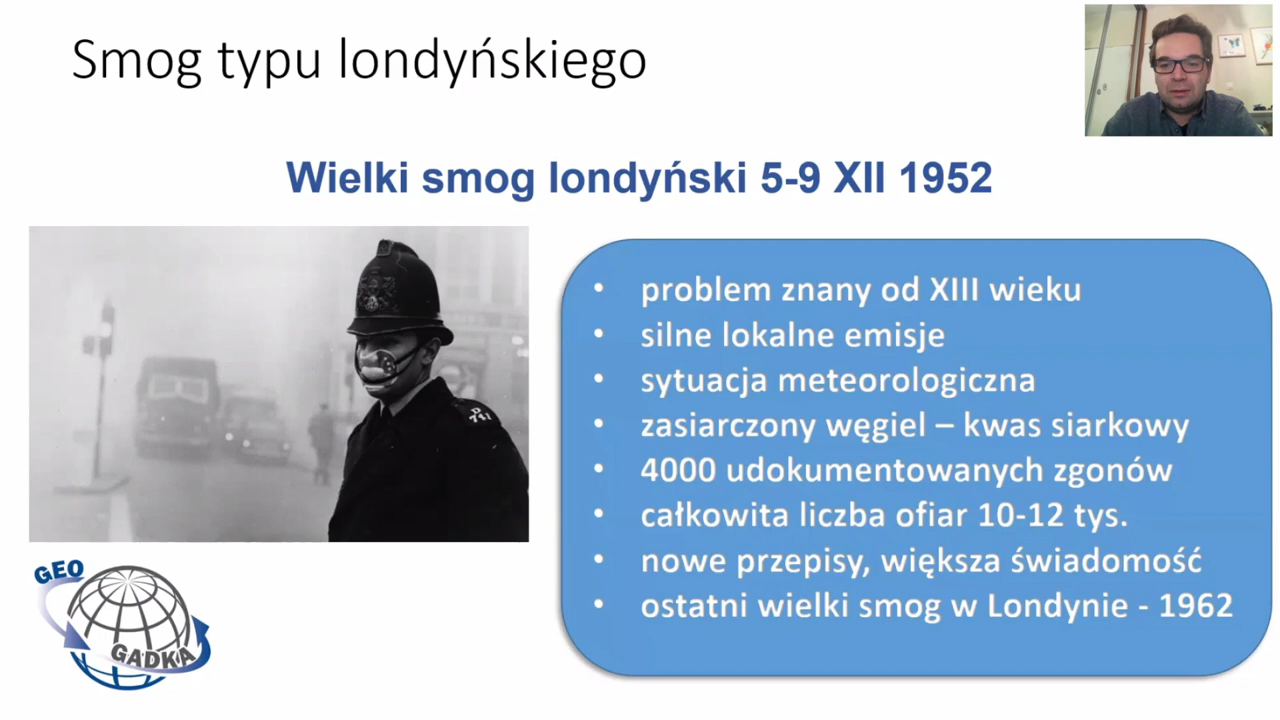 Smog typu londyńskiego
Wielki smog londyński 5-9 XII 1952
• problem znany od XIII wieku
• silne lokalne emisje
• sytuacja meteorologiczna
• zasiarczony węgiel – kwas siarkowy
• 4000 udokumentowanych zgonów
• całkowita liczba ofiar 10-12 tys.
• nowe przepisy, większa świadomość
• ostatni wielki smog w Londynie - 1962
D
741
GEO
GADKA